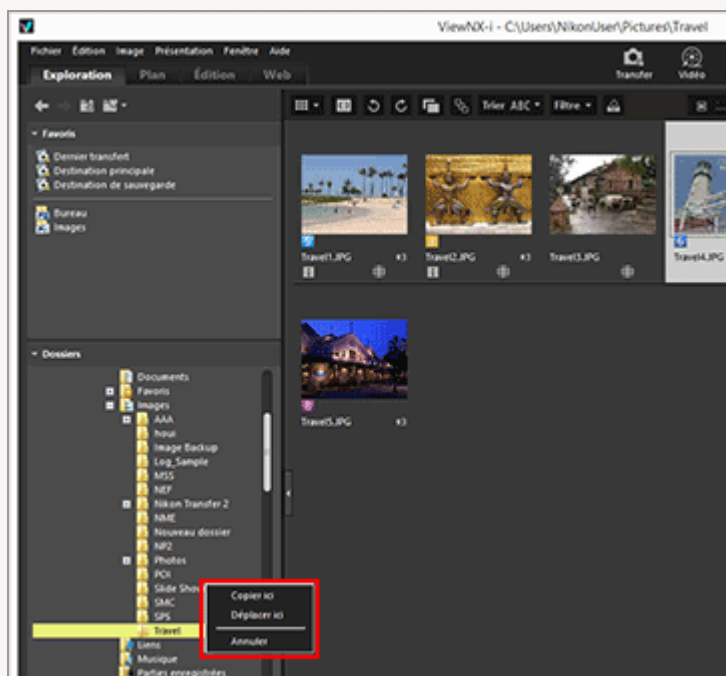 ViewNX-i - C:\Users\NikonUser\Pictures\Travel
Fichier Édition Image Présentation Fenêtre Aide
Exploration Plan Édition Web
Transfer Vidéo
Trier ABC Filtre
Favoris
Dernier transfert
Destination principale
Destination de sauvegarde
Bureau
Images
5
Travel1.JPG
Travel2.JPG
Travel3.JPG
6
Travel4.JPG
Travel5.JPG
Dossiers
Documents
Favoris
Images
AAA
houi
Image Backup
Log_Sample
MSS
NEF
Nikon Transfer 2
NME
Nouveau dossier
NP2
Photos
POI
Slide Sho
SMC
SPS
Travel
Liens
Musique
Parties enregistrées
Copier ici
Déplacer ici
Annuler